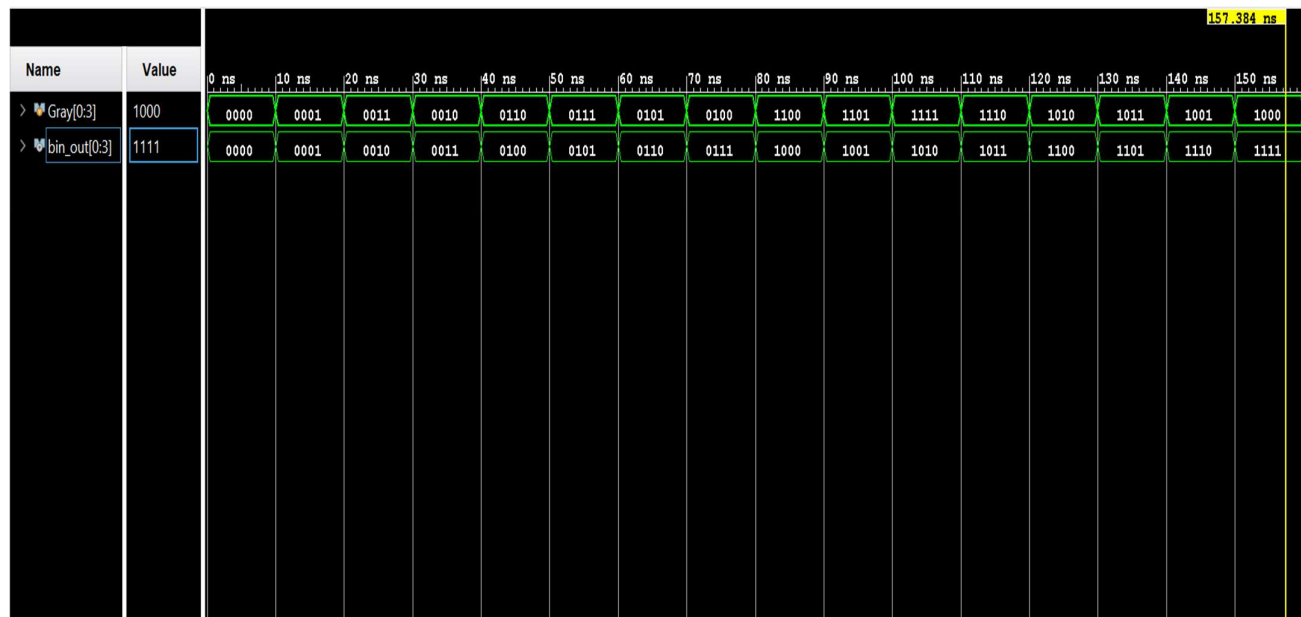 157.384 ns
Name Value
0 ns 10 ns 20 ns 30 ns 40 ns 50 ns 60 ns 70 ns 80 ns 90 ns 100 ns 110 ns 120 ns 130 ns 140 ns 150 ns
Gray[0:3] 1000 0000 0001 0011 0010 0110 0111 0101 0100 1100 1101 1111 1110 1010 1011 1001 1000
bin_out[0:3] 1111 0000 0001 0010 0011 0100 0101 0110 0111 1000 1001 1010 1011 1100 1101 1110 1111